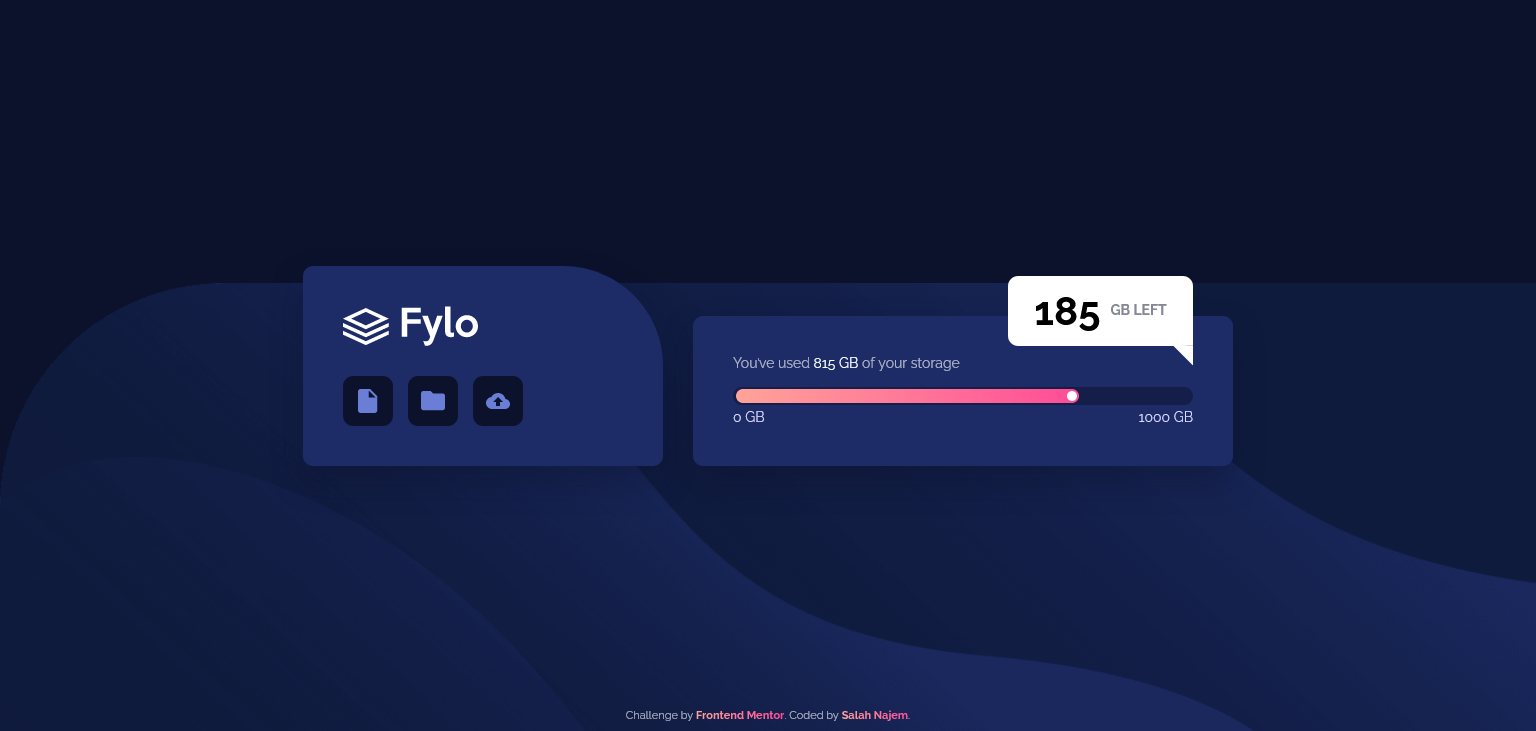 Fylo
185 GB LEFT
You've used 815 GB of your storage
0 GB 1000 GB
Challenge by Frontend Mentor. Coded by Salah Najem.